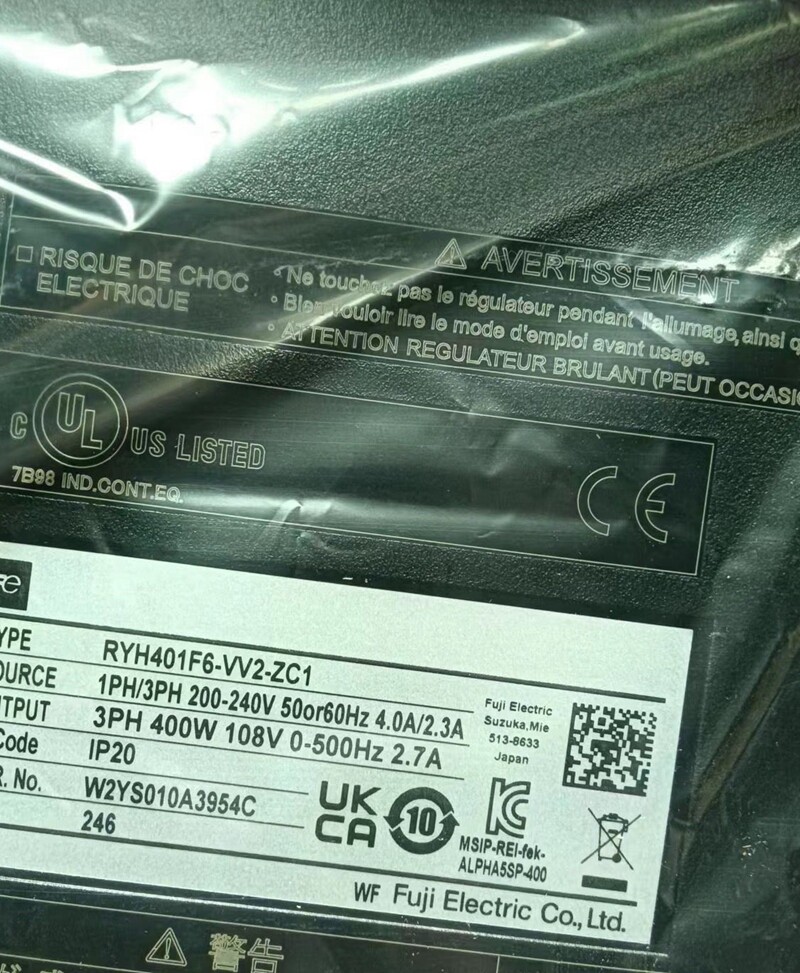 ⚠ AVERTISSEMENT
□ RISQUE DE CHOC
ELECTRIQUE
• Ne touchez pas le régulateur pendant l'allumage, ainsi q
• Bien vouloir lire le mode d'emploi avant usage.
• ATTENTION REGULATEUR BRULANT (PEUT OCCASI
C UL US LISTED
7B98 IND.CONT.EQ.
CE
YPE RYH401F6-VV2-ZC1
OURCE 1PH/3PH 200-240V 50or60Hz 4.0A/2.3A
TPUT 3PH 400W 108V 0-500Hz 2.7A
Code IP20
R. No. W2YS010A3954C
246
Fuji Electric
Suzuka,Mie
513-8633
Japan
UK
CA
10
KC
MSIP-REI-fek-
ALPHA5SP-400
WF Fuji Electric Co., Ltd.
⚠ 警告